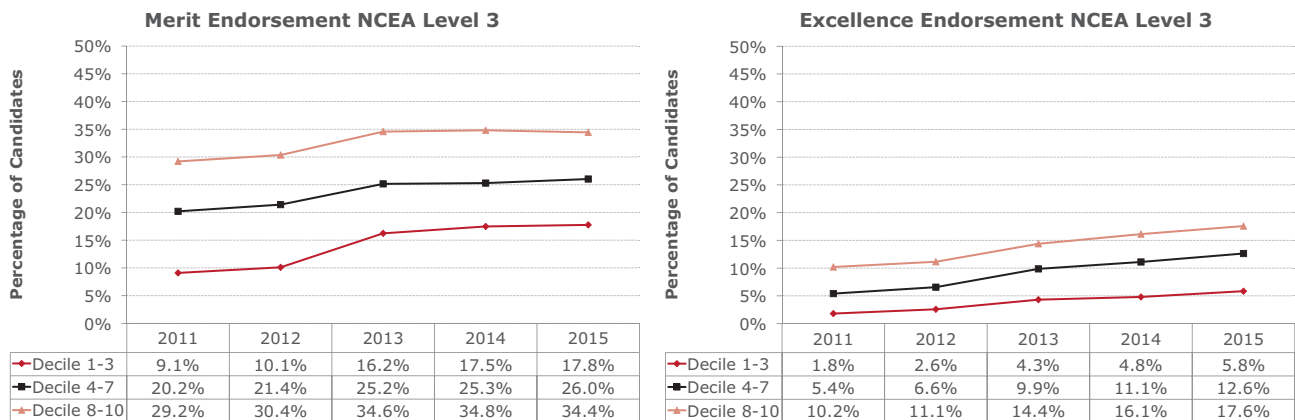 Merit Endorsement NCEA Level 3
Percentage of Candidates
50%
45%
40%
35%
30%
25%
20%
15%
10%
5%
0%
2011 2012 2013 2014 2015
Decile 1-3 9.1% 10.1% 16.2% 17.5% 17.8%
Decile 4-7 20.2% 21.4% 25.2% 25.3% 26.0%
Decile 8-10 29.2% 30.4% 34.6% 34.8% 34.4%
Excellence Endorsement NCEA Level 3
Percentage of Candidates
50%
45%
40%
35%
30%
25%
20%
15%
10%
5%
0%
2011 2012 2013 2014 2015
Decile 1-3 1.8% 2.6% 4.3% 4.8% 5.8%
Decile 4-7 5.4% 6.6% 9.9% 11.1% 12.6%
Decile 8-10 10.2% 11.1% 14.4% 16.1% 17.6%